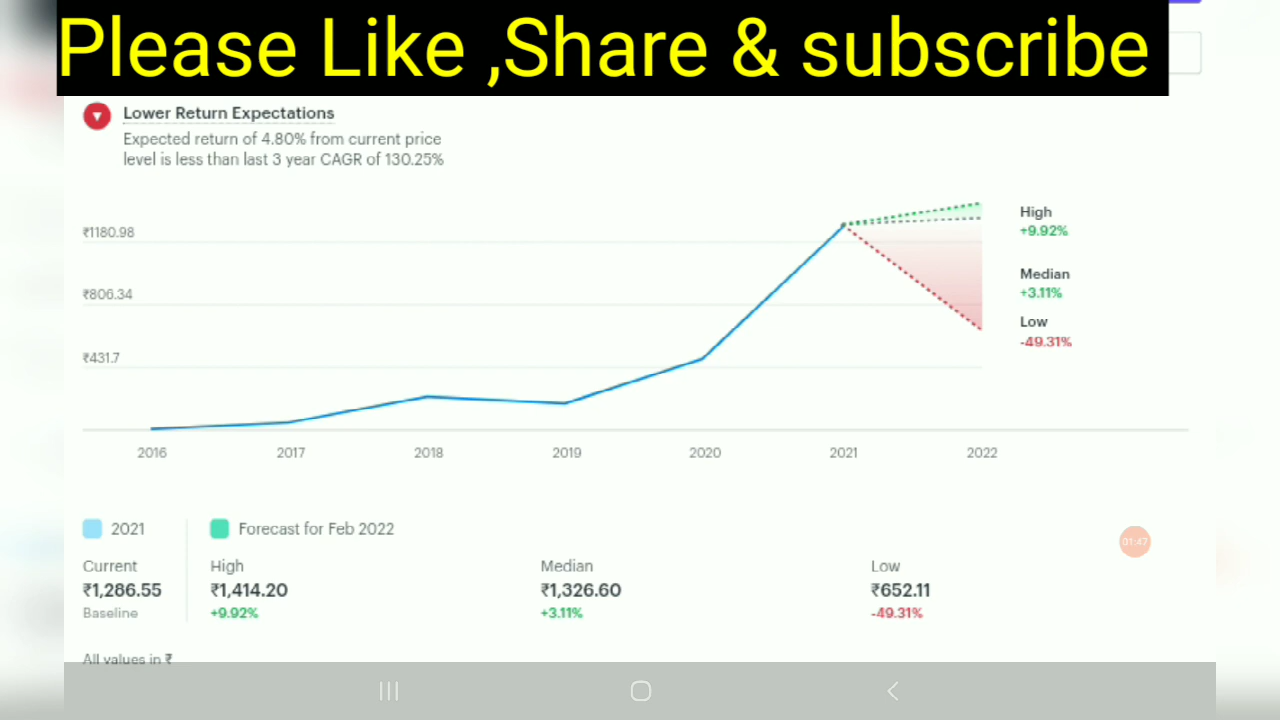 Please Like ,Share & subscribe
Lower Return Expectations
Expected return of 4.80% from current price
level is less than last 3 year CAGR of 130.25%
₹1180.98
₹806.34
₹431.7
High
+9.92%
Median
+3.11%
Low
-49.31%
2016 2017 2018 2019 2020 2021 2022
2021 Forecast for Feb 2022
Current High Median Low
₹1,286.55 ₹1,414.20 ₹1,326.60 ₹652.11
Baseline +9.92% +3.11% -49.31%
01:47
All values in ₹